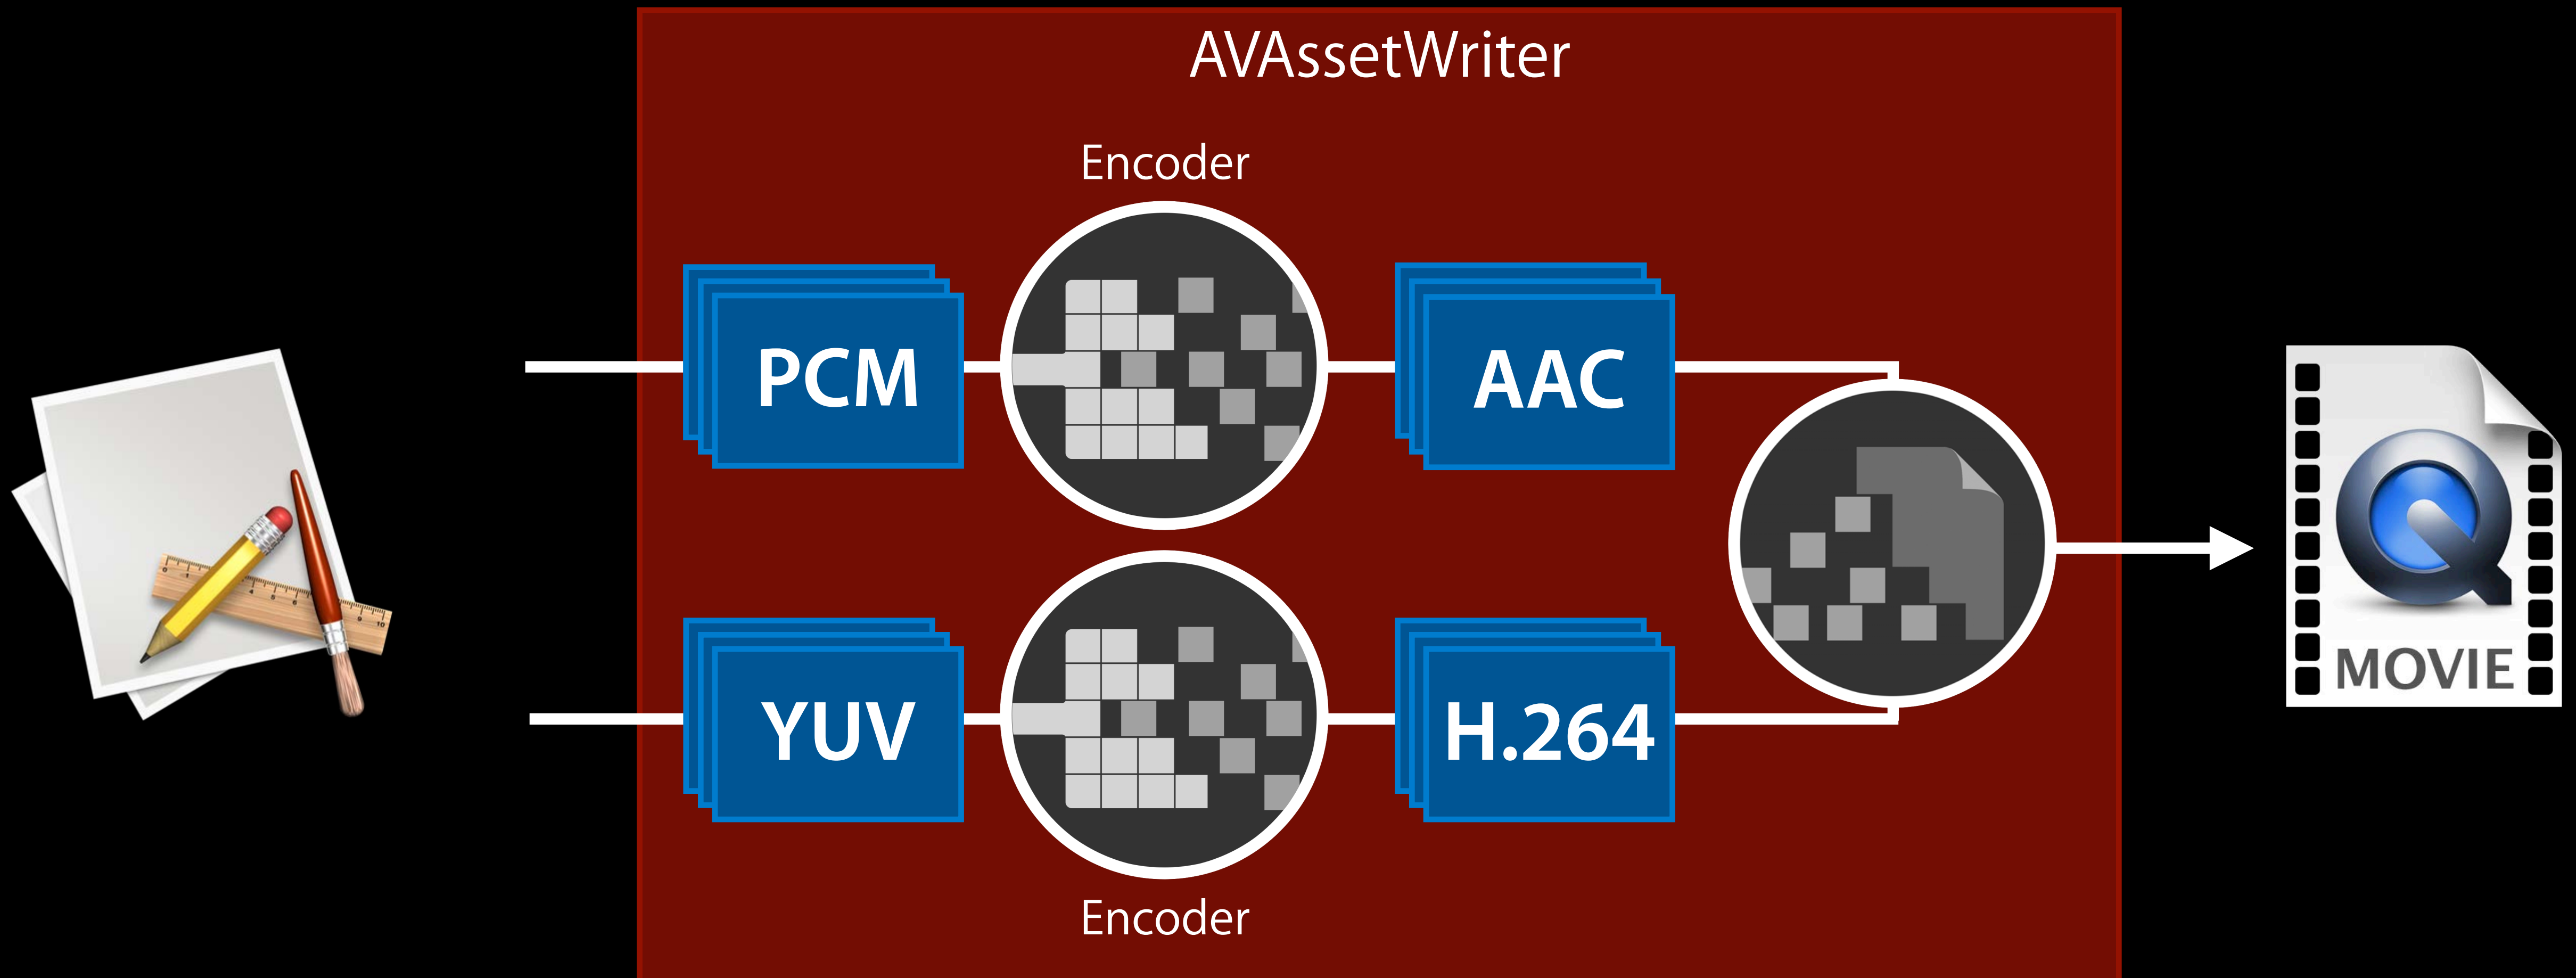 AVAssetWriter
Encoder
PCM
AAC
YUV
H.264
Encoder
MOVIE